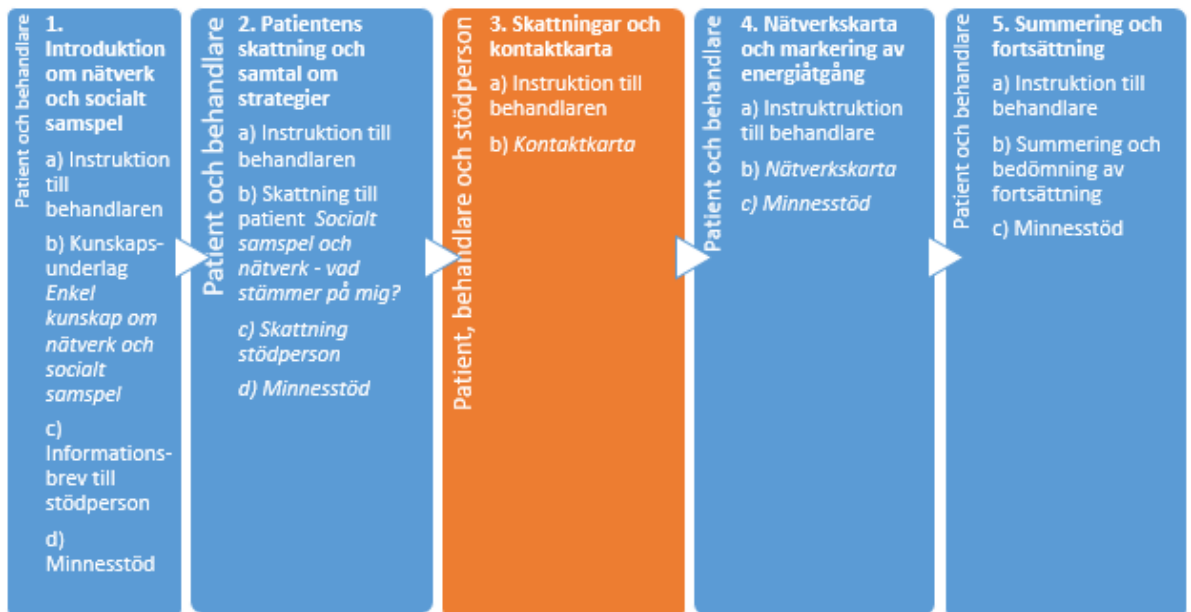 Patient och behandlare
1.
Introduktion
om nätverk
och socialt
samspel
a) Instruktion
till
behandlaren
b) Kunskaps-
underlag
Enkel
kunskap om
nätverk och
socialt
samspel
c)
Informations-
brev till
stödperson
d)
Minnesstöd
Patient och behandlare
2. Patientens
skattning och
samtal om
strategier
a) Instruktion till
behandlaren
b) Skattning till
patient Socialt
samspel och
nätverk - vad
stämmer på mig?
c) Skattning
stödperson
d) Minnesstöd
Patient, behandlare och stödperson
3. Skattningar och
kontaktkarta
a) Instruktion till
behandlaren
b) Kontaktkarta
Patient och behandlare
4. Nätverkskarta
och markering av
energiåtgång
a) Instruktruktion
till behandlare
b) Nätverkskarta
c) Minnesstöd
Patient och behandlare
5. Summering och
fortsättning
a) Instruktion till
behandlare
b) Summering och
bedömning av
fortsättning
c) Minnesstöd